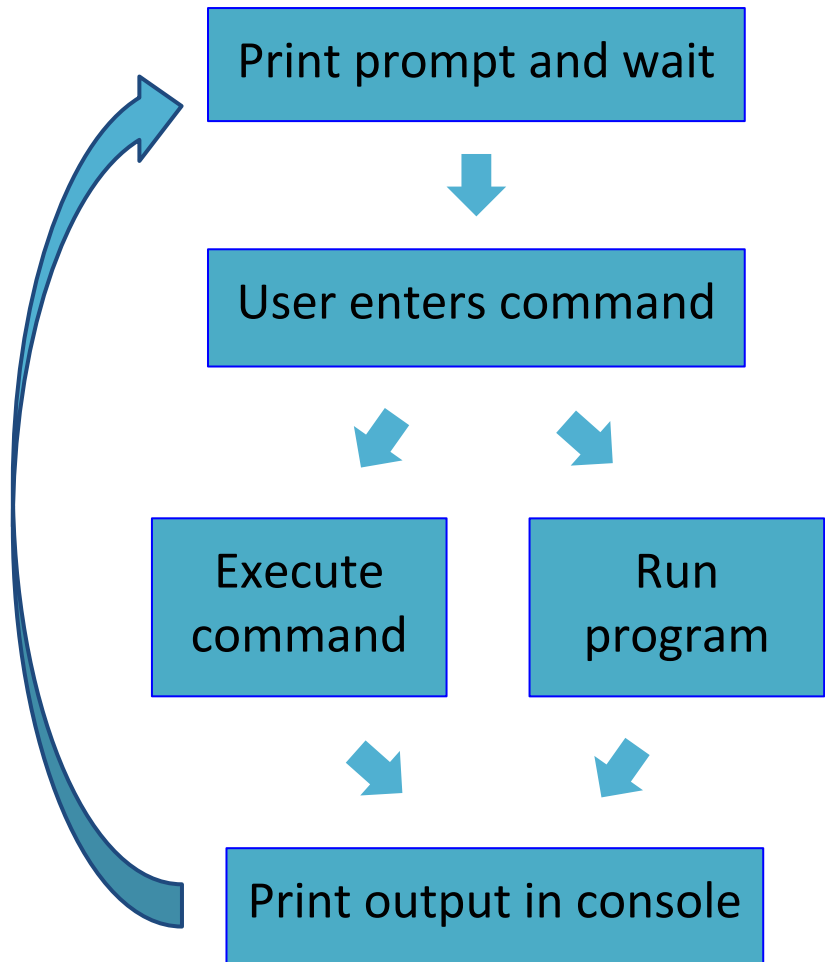 Print prompt and wait
User enters command
Execute
command
Run
program
Print output in console